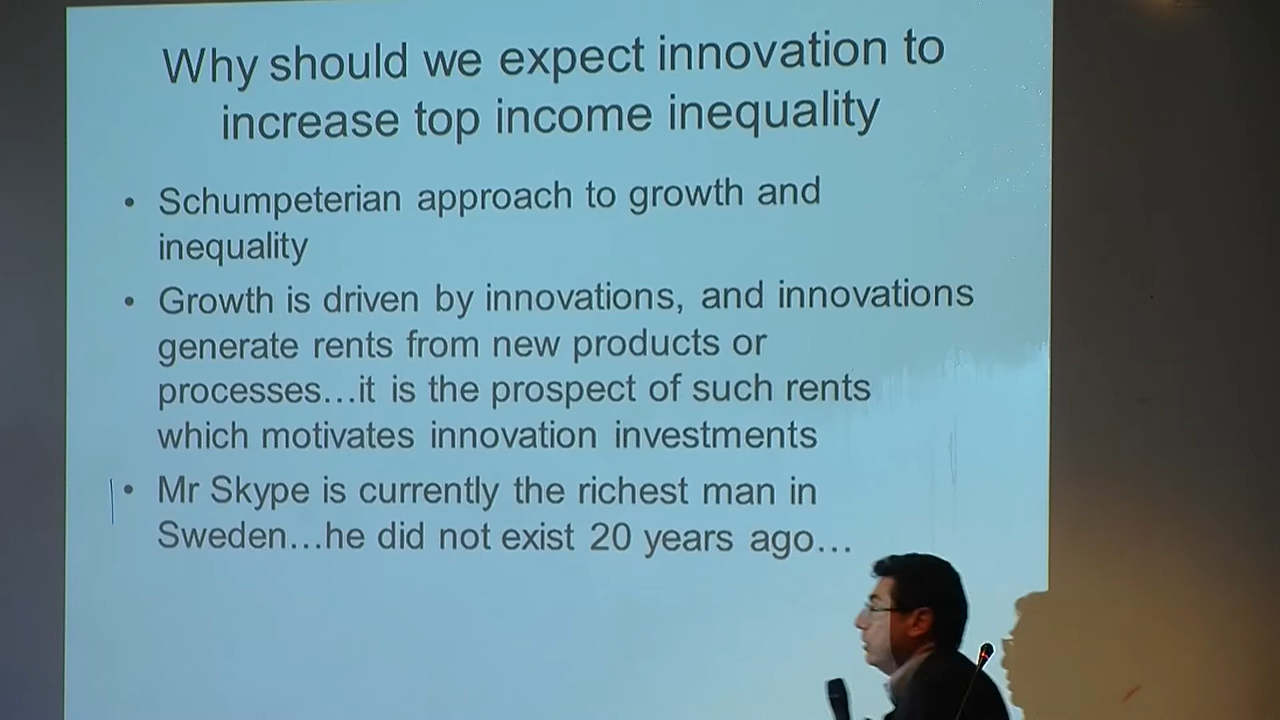 Why should we expect innovation to
increase top income inequality
• Schumpeterian approach to growth and
inequality
• Growth is driven by innovations, and innovations
generate rents from new products or
processes…it is the prospect of such rents
which motivates innovation investments
• Mr Skype is currently the richest man in
Sweden…he did not exist 20 years ago…